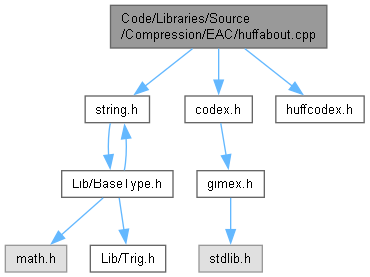 Code/Libraries/Source
/Compression/EAC/huffabout.cpp
string.h
codex.h
huffcodex.h
Lib/BaseType.h
gimex.h
math.h
Lib/Trig.h
stdlib.h